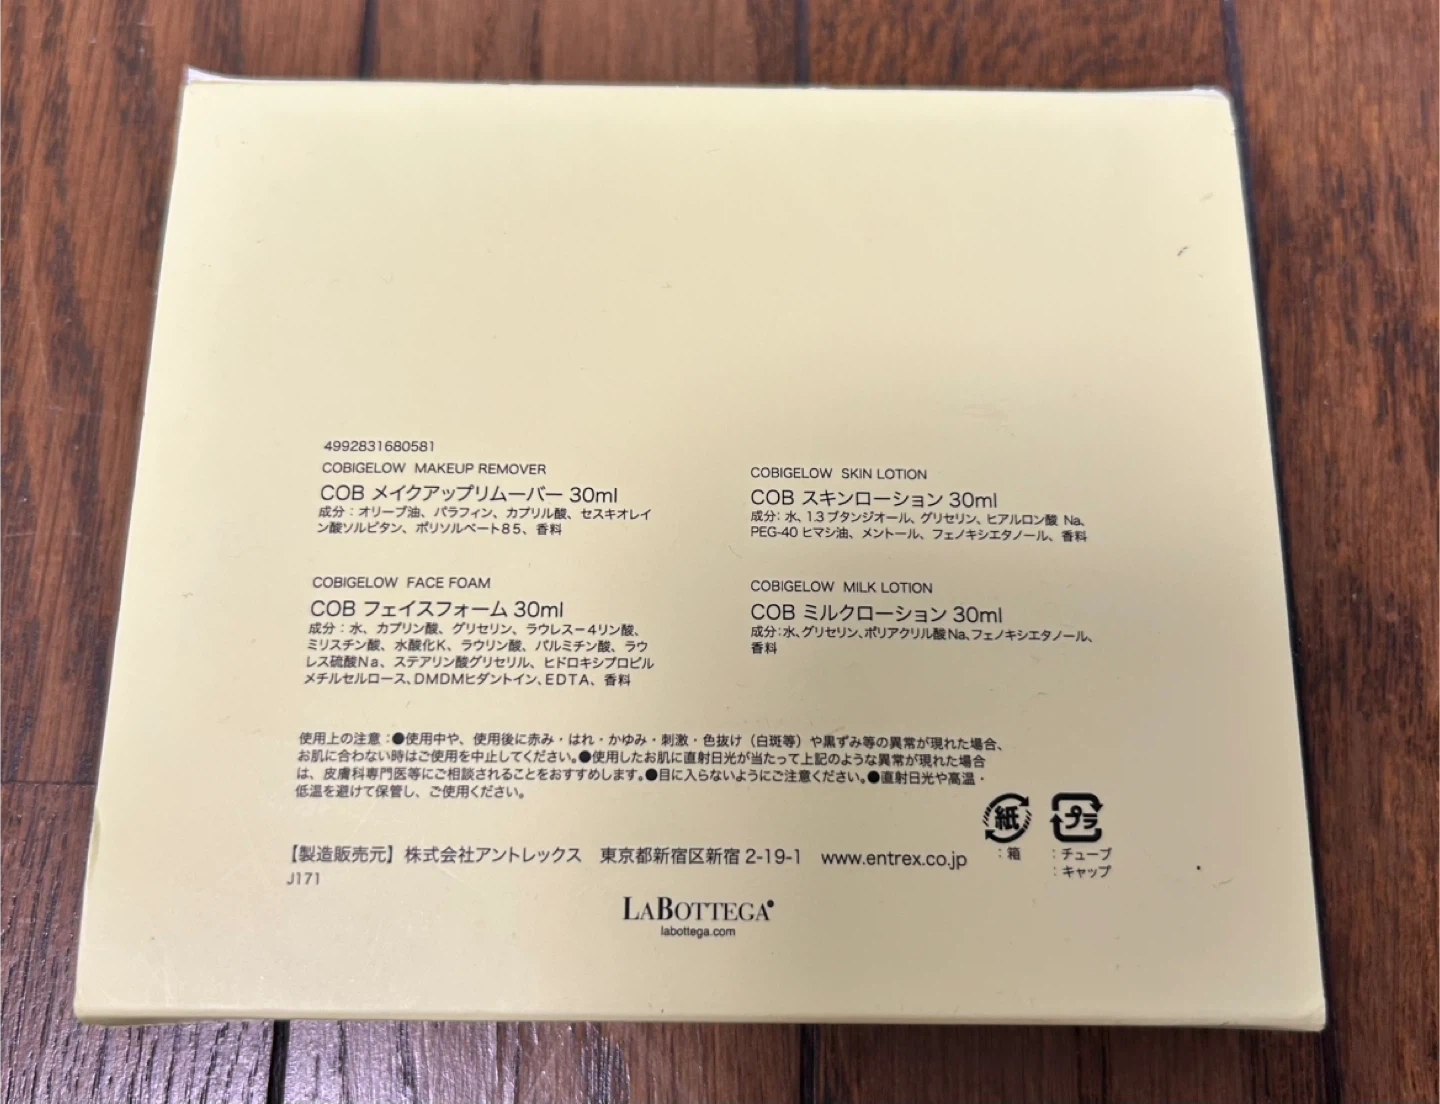 4992831680581
COBIGELOW MAKEUP REMOVER
COB メイクアップリムーバー 30ml
成分：オリーブ油、パラフィン、カプリル酸、セスキオレイ
ン酸ソルビタン、ポリソルベート８５、香料
COBIGELOW SKIN LOTION
COB スキンローション 30ml
成分：水、1.3ブタンジオール、グリセリン、ヒアルロン酸 Na、
PEG-40 ヒマシ油、メントール、フェノキシエタノール、香料
COBIGELOW FACE FOAM
COB フェイスフォーム 30ml
成分：水、カプリン酸、グリセリン、ラウレス－４リン酸、
ミリスチン酸、水酸化K、ラウリン酸、パルミチン酸、ラウ
レス硫酸Ｎａ、ステアリン酸グリセリル、ヒドロキシプロピル
メチルセルロース、DMDMヒダントイン、EDTA、香料
COBIGELOW MILK LOTION
COB ミルクローション 30ml
成分：水、グリセリン、ポリアクリル酸Na、フェノキシエタノール、
香料
使用上の注意：●使用中や、使用後に赤み・はれ・かゆみ・刺激・色抜け（白斑等）や黒ずみ等の異常が現れた場合、
お肌に合わない時はご使用を中止してください。●使用したお肌に直射日光が当たって上記のような異常が現れた場合
は、皮膚科専門医等にご相談されることをおすすめします。●目に入らないようにご注意ください。●直射日光や高温・
低温を避けて保管し、ご使用ください。
紙
：箱
プラ
：チューブ
：キャップ
【製造販売元】株式会社アントレックス 東京都新宿区新宿 2-19-1 www.entrex.co.jp
J171
LABOTTEGA
labottega.com